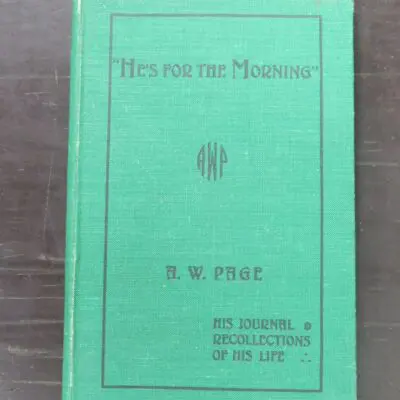 "HE'S FOR THE MORNING"
AWP
A. W. PAGE
HIS JOURNAL &
RECOLLECTIONS
OF HIS LIFE ∴